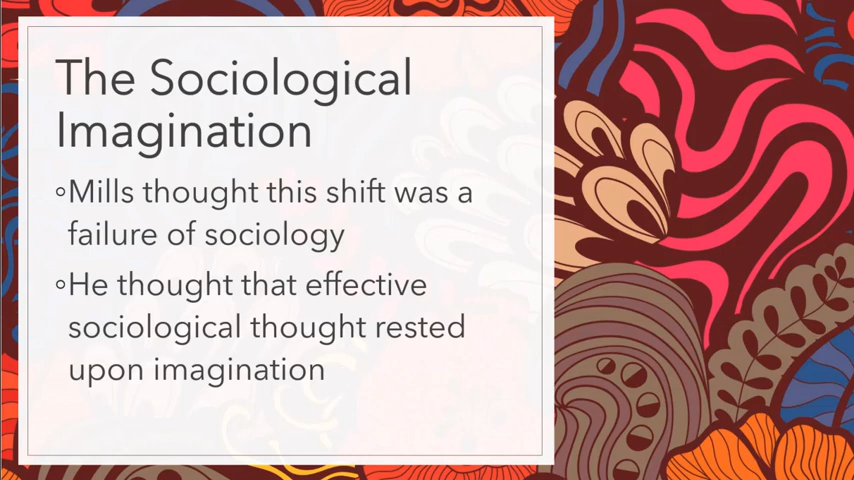 The Sociological
Imagination
◦Mills thought this shift was a
failure of sociology
◦He thought that effective
sociological thought rested
upon imagination